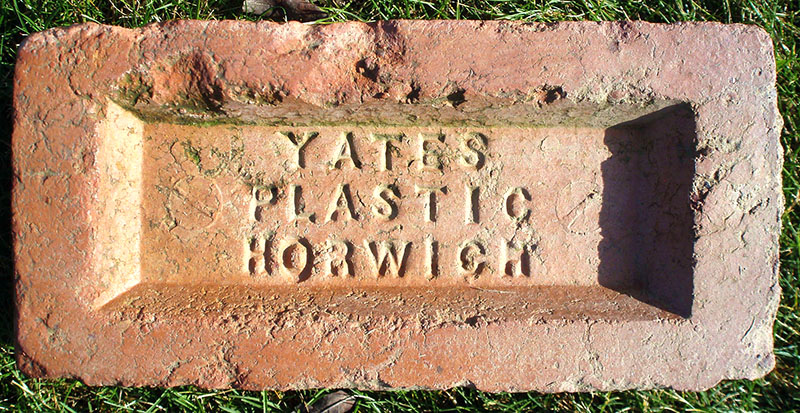 YATES
PLASTIC
HORWICH